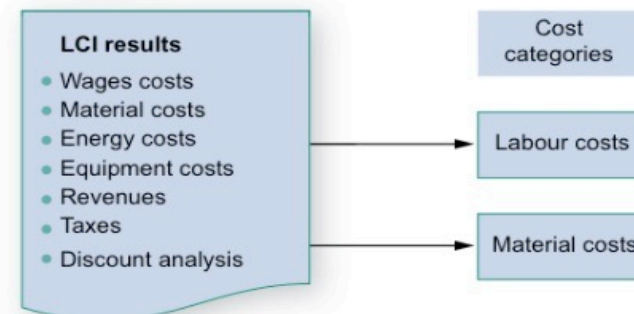 LCI results
Wages costs
Material costs
Energy costs
Equipment costs
Revenues
Taxes
Discount analysis
Cost
categories
Labour costs
Material costs